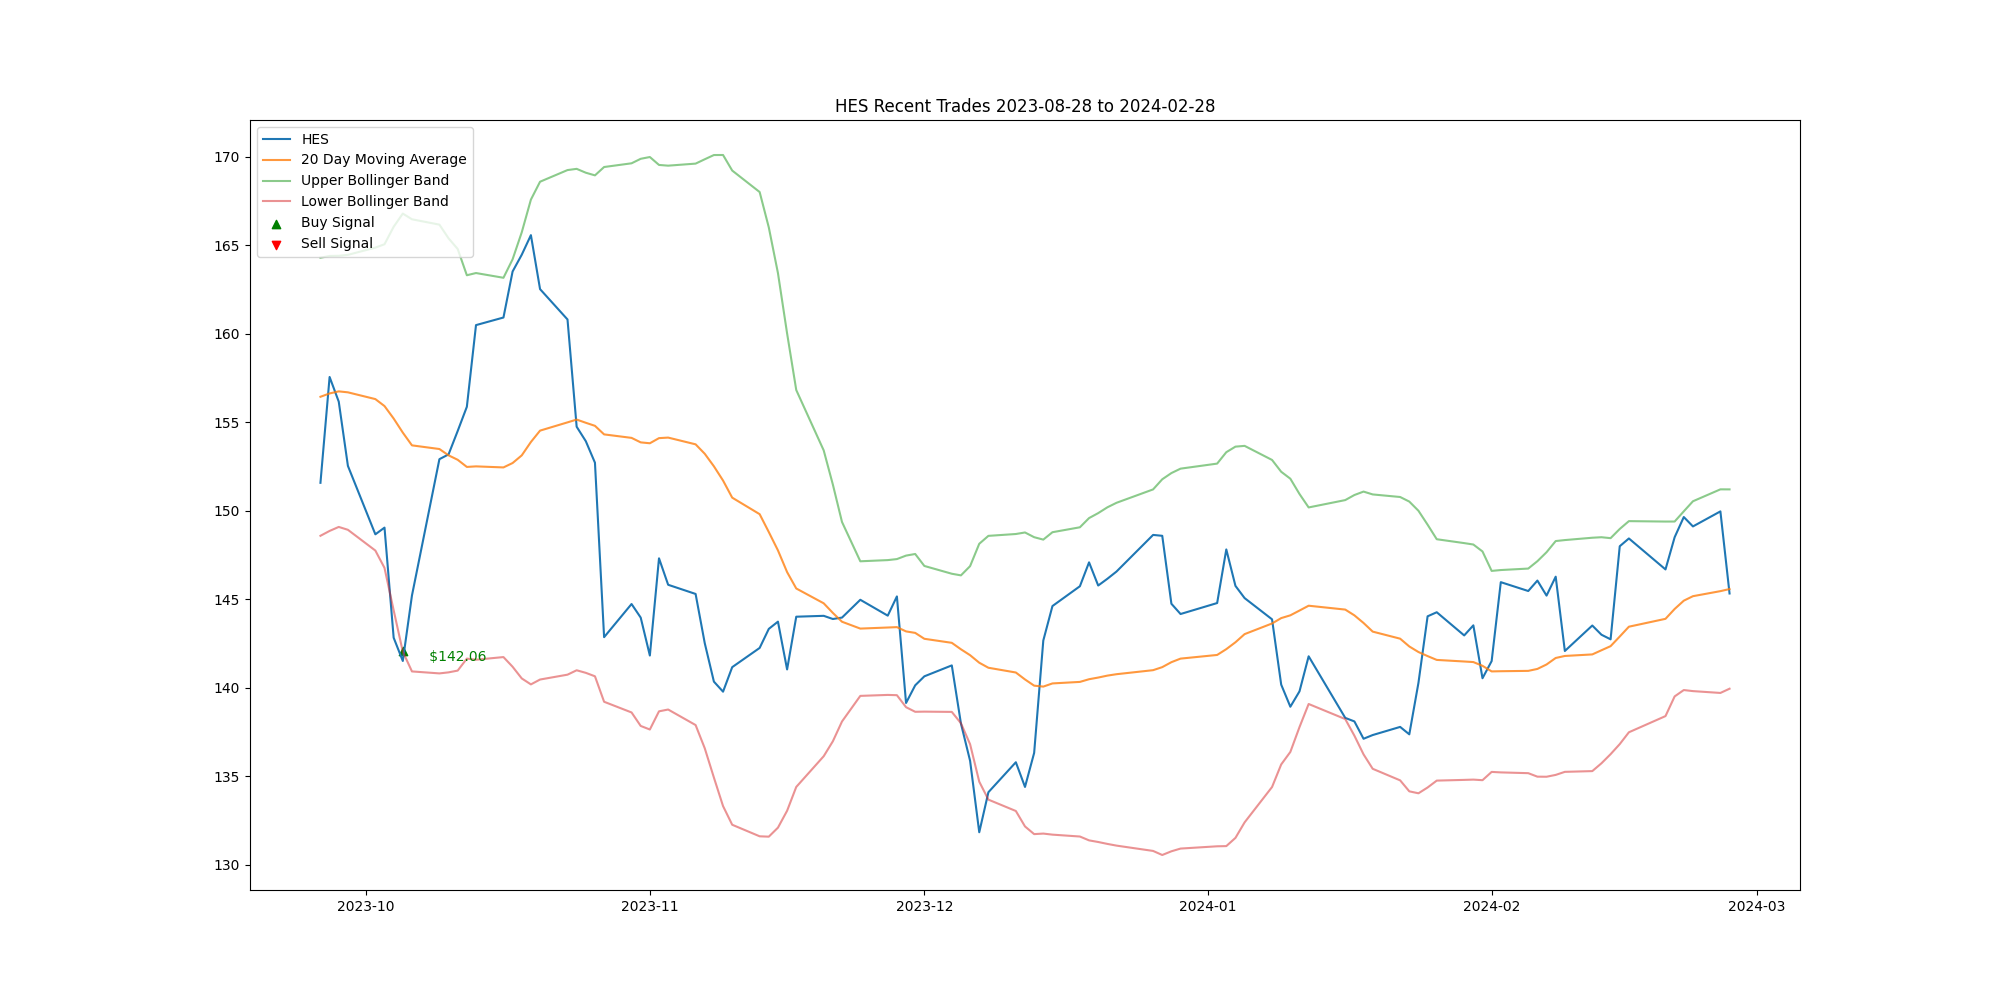 HES Recent Trades 2023-08-28 to 2024-02-28
HES
20 Day Moving Average
Upper Bollinger Band
Lower Bollinger Band
Buy Signal
Sell Signal
170
165
160
155
150
145
140
135
130
$142.06
2023-10
2023-11
2023-12
2024-01
2024-02
2024-03